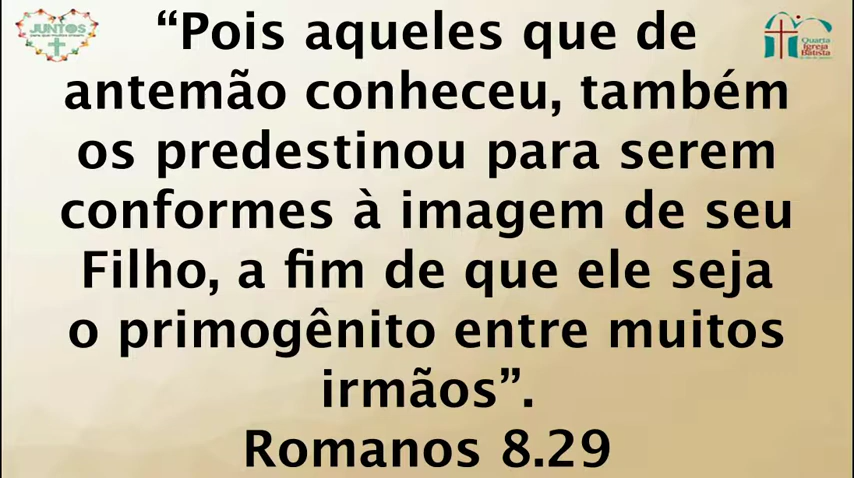 JUNTOS
Quarta
Igreja
Batista
“Pois aqueles que de
antemão conheceu, também
os predestinou para serem
conformes à imagem de seu
Filho, a fim de que ele seja
o primogênito entre muitos
irmãos”.
Romanos 8.29